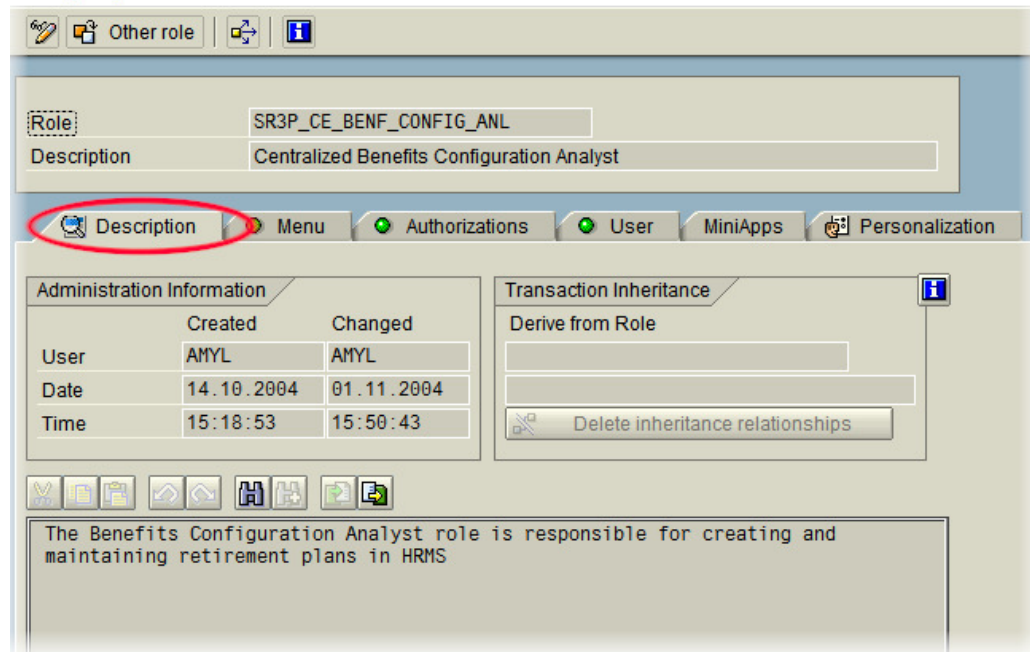 Other role
Role SR3P_CE_BENF_CONFIG_ANL
Description Centralized Benefits Configuration Analyst
Description Menu Authorizations User MiniApps Personalization
Administration Information Transaction Inheritance
Created Changed Derive from Role
User AMYL AMYL
Date 14.10.2004 01.11.2004
Time 15:18:53 15:50:43 Delete inheritance relationships
The Benefits Configuration Analyst role is responsible for creating and
maintaining retirement plans in HRMS